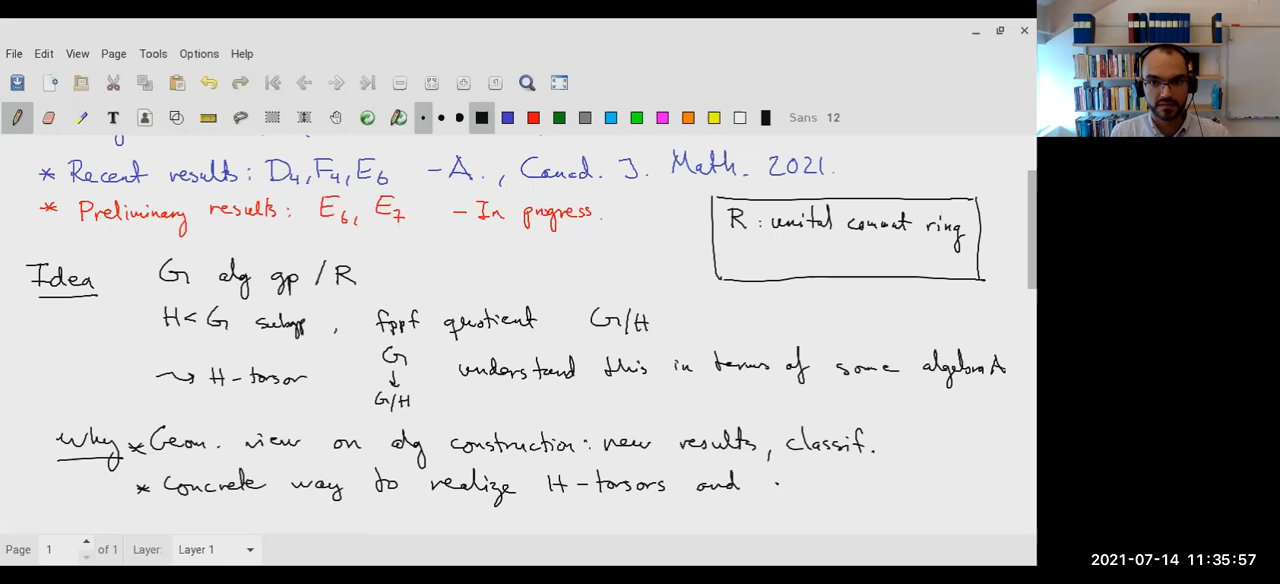 File Edit View Page Tools Options Help
Sans 12
* Recent results: D4, F4, E6 - A., Canad. J. Math. 2021.
* Preliminary results: E6, E7 - In progress.
R: unital commut ring
Idea G alg gp / R
H < G subgp, fppf quotient G/H
⇝ H-torsor G ↓ G/H understand this in terms of some algebra A
Why * Geom. view on alg construction: new results, classif.
* Concrete way to realize H-torsors and
Page 1 of 1 Layer: Layer 1
2021-07-14 11:35:57